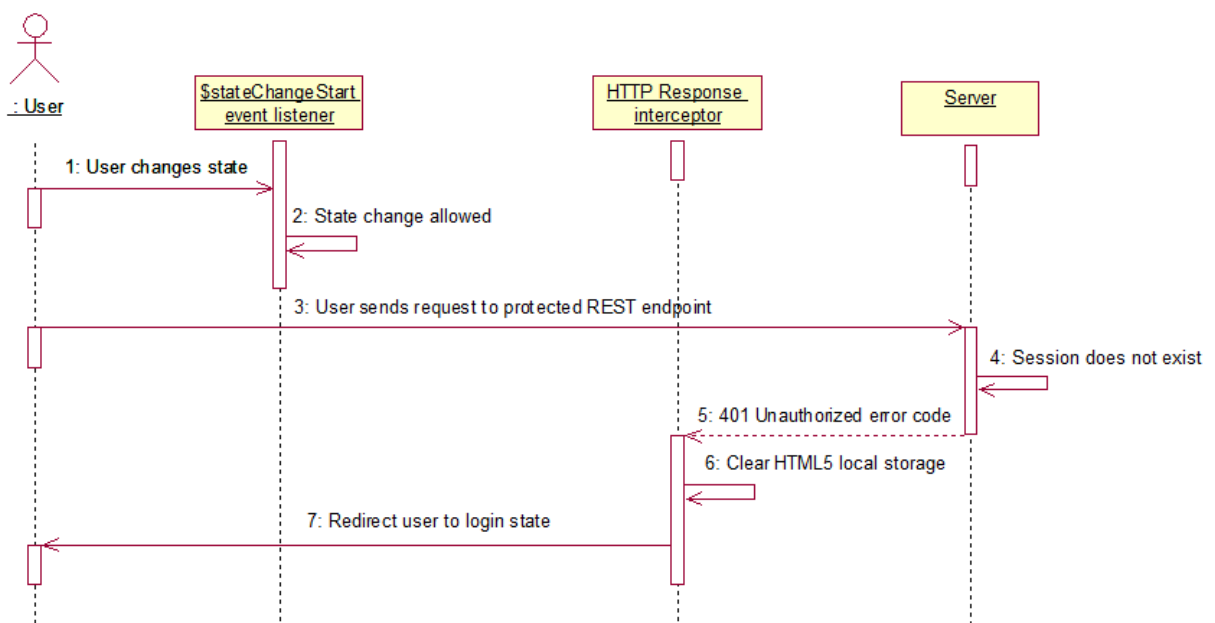 : User
$stateChangeStart
event listener
HTTP Response
interceptor
Server
1: User changes state
2: State change allowed
3: User sends request to protected REST endpoint
4: Session does not exist
5: 401 Unauthorized error code
6: Clear HTML5 local storage
7: Redirect user to login state